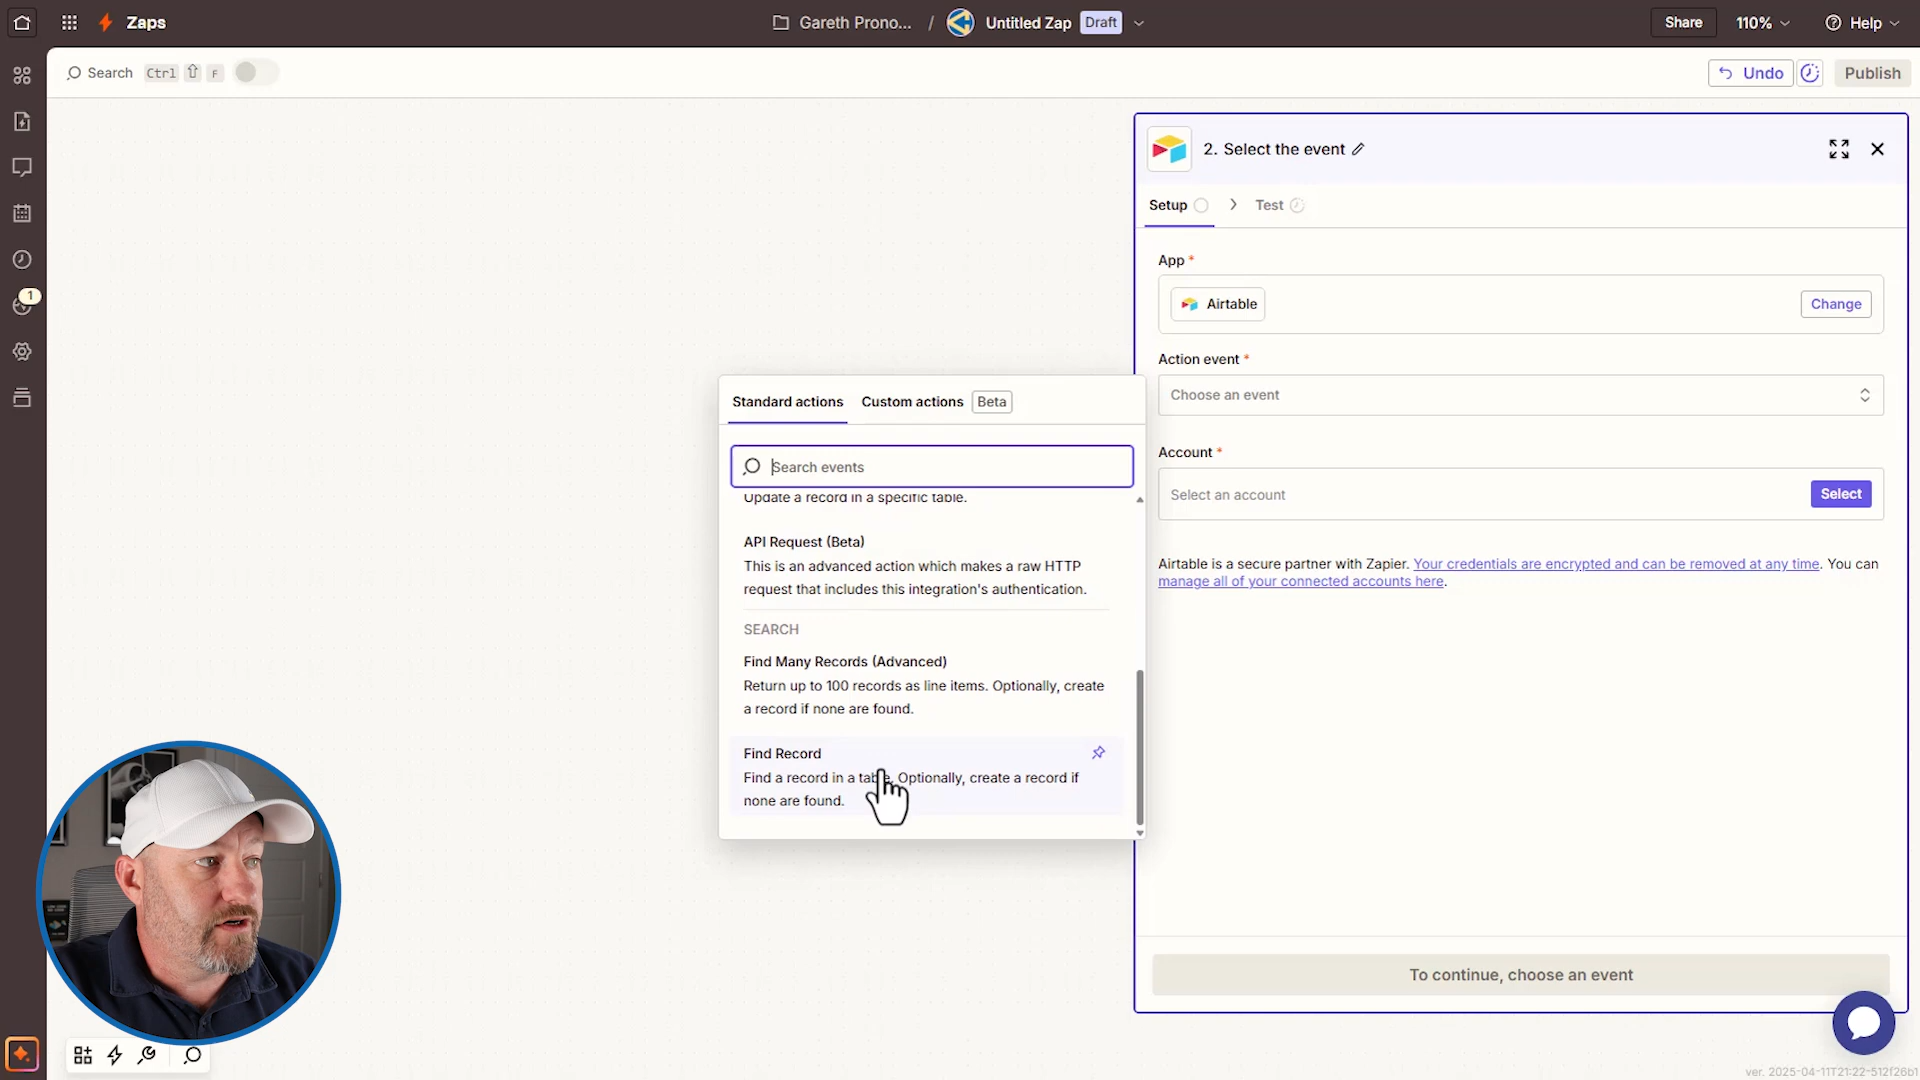 Zaps
Gareth Prono... / Untitled Zap Draft
Share
110%
Help
Search Ctrl F
Undo
Publish
2. Select the event
Setup
Test
App *
Airtable
Change
Action event *
Choose an event
Account *
Select an account
Select
Airtable is a secure partner with Zapier. Your credentials are encrypted and can be removed at any time. You can
manage all of your connected accounts here.
To continue, choose an event
Standard actions
Custom actions Beta
Search events
Update a record in a specific table.
API Request (Beta)
This is an advanced action which makes a raw HTTP
request that includes this integration's authentication.
SEARCH
Find Many Records (Advanced)
Return up to 100 records as line items. Optionally, create
a record if none are found.
Find Record
Find a record in a table. Optionally, create a record if
none are found.
1
ver. 2025-04-11T21:22-512f26b1